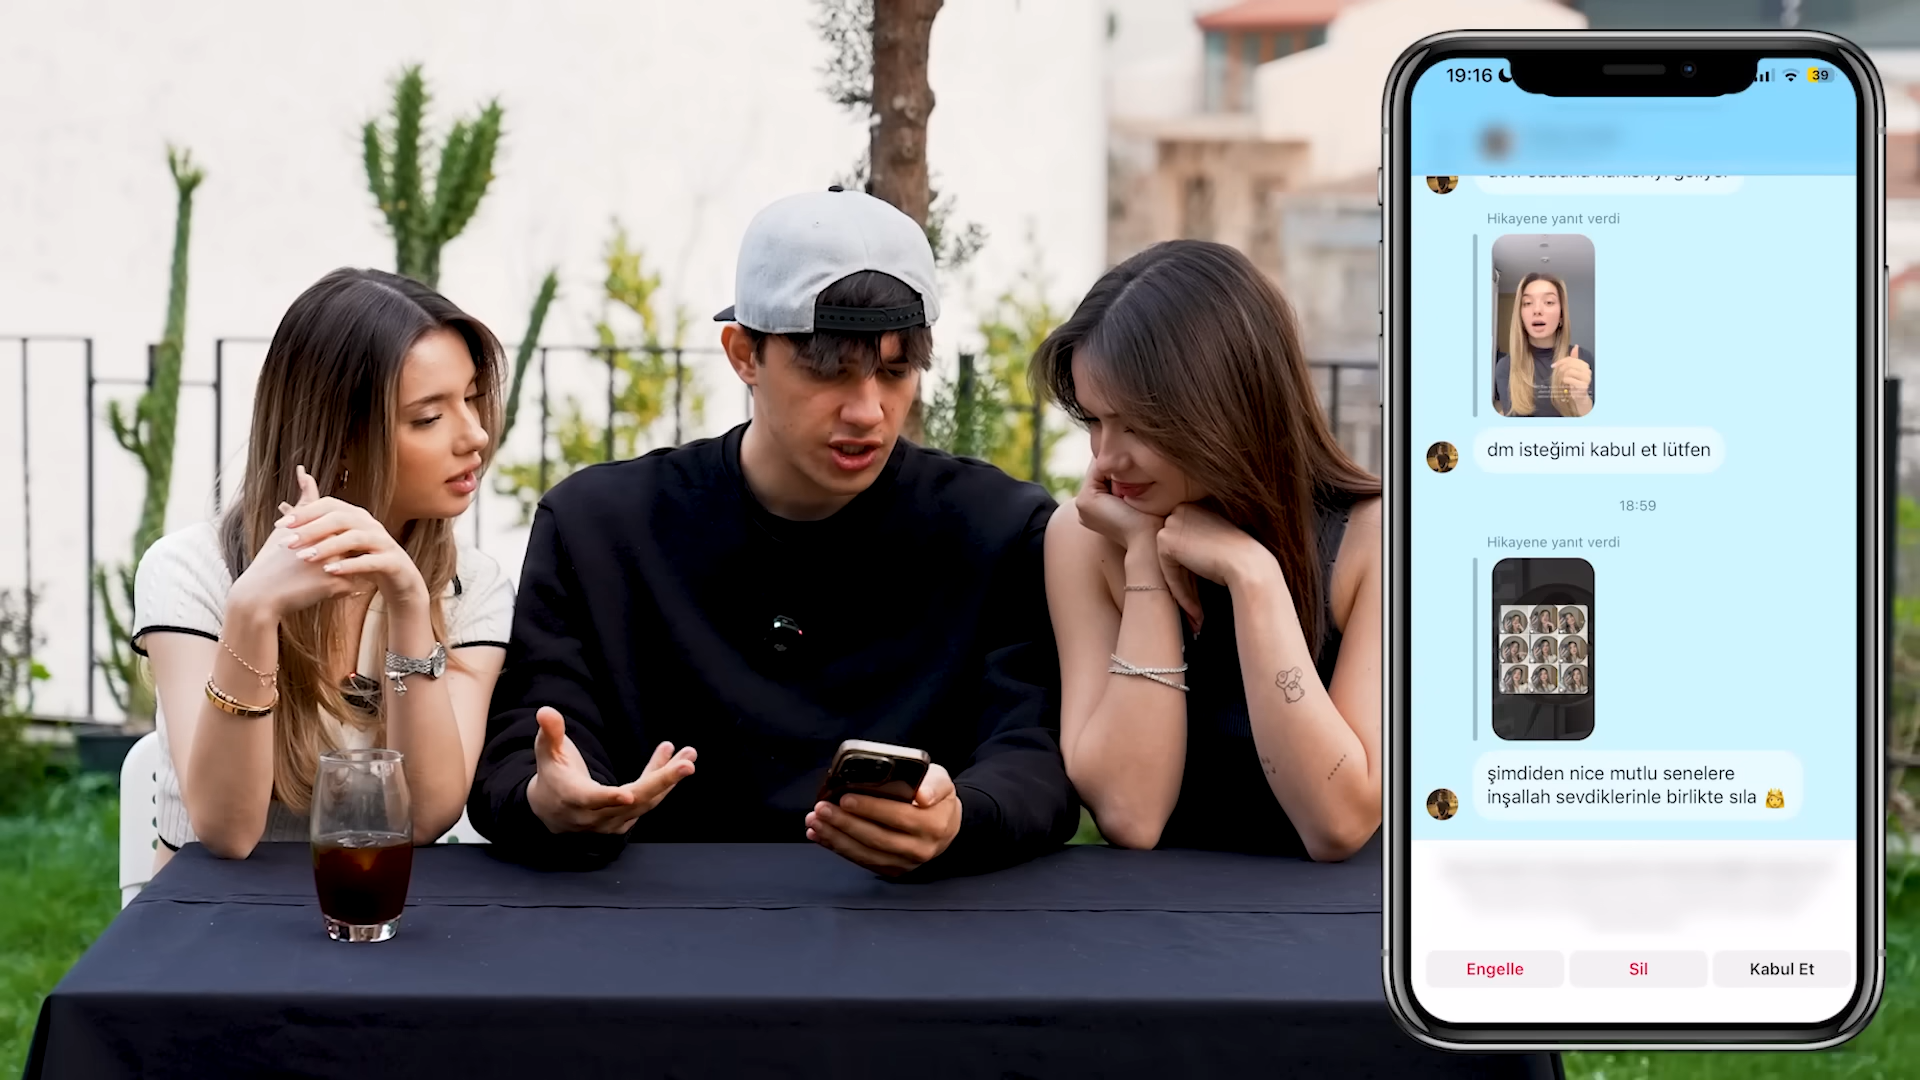 19:16
39
Hikayene yanıt verdi
dm isteğimi kabul et lütfen
18:59
Hikayene yanıt verdi
şimdiden nice mutlu senelere
inşallah sevdiklerinle birlikte sıla 👸
Engelle
Sil
Kabul Et